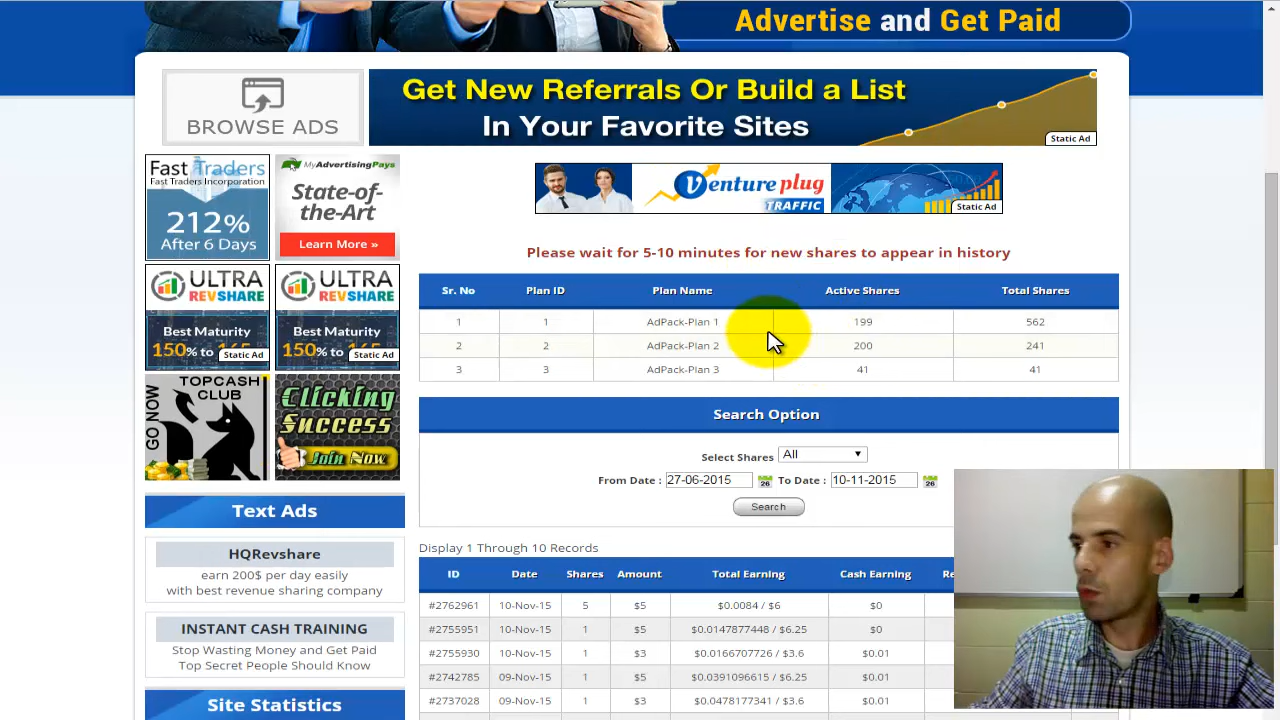 Advertise and Get Paid
BROWSE ADS
Get New Referrals Or Build a List
In Your Favorite Sites
Static Ad
Fast Traders
Fast Traders Incorporation
212%
After 6 Days
MyAdvertisingPays
State-of-
the-Art
Learn More »
Venture plug
TRAFFIC
Static Ad
Please wait for 5-10 minutes for new shares to appear in history
Sr. No Plan ID Plan Name Active Shares Total Shares
1 1 AdPack-Plan 1 199 562
2 2 AdPack-Plan 2 200 241
3 3 AdPack-Plan 3 41 41
ULTRA
REVSHARE
Best Maturity
150% to
Static Ad
ULTRA
REVSHARE
Best Maturity
150% to
Static Ad
GO NOW
TOPCASH
CLUB
Clicking
Success
Join Now
Search Option
Select Shares All
From Date : 27-06-2015 26 To Date : 10-11-2015 26
Search
Display 1 Through 10 Records
ID Date Shares Amount Total Earning Cash Earning
#2762961 10-Nov-15 5 $5 $0.0084 / $6 $0
#2755951 10-Nov-15 1 $5 $0.0147877448 / $6.25 $0
#2755930 10-Nov-15 1 $3 $0.0166707726 / $3.6 $0.01
#2742785 09-Nov-15 1 $5 $0.0391096615 / $6.25 $0.01
#2737028 09-Nov-15 1 $3 $0.0478177341 / $3.6 $0.01
Text Ads
HQRevshare
earn 200$ per day easily
with best revenue sharing company
INSTANT CASH TRAINING
Stop Wasting Money and Get Paid
Top Secret People Should Know
Site Statistics